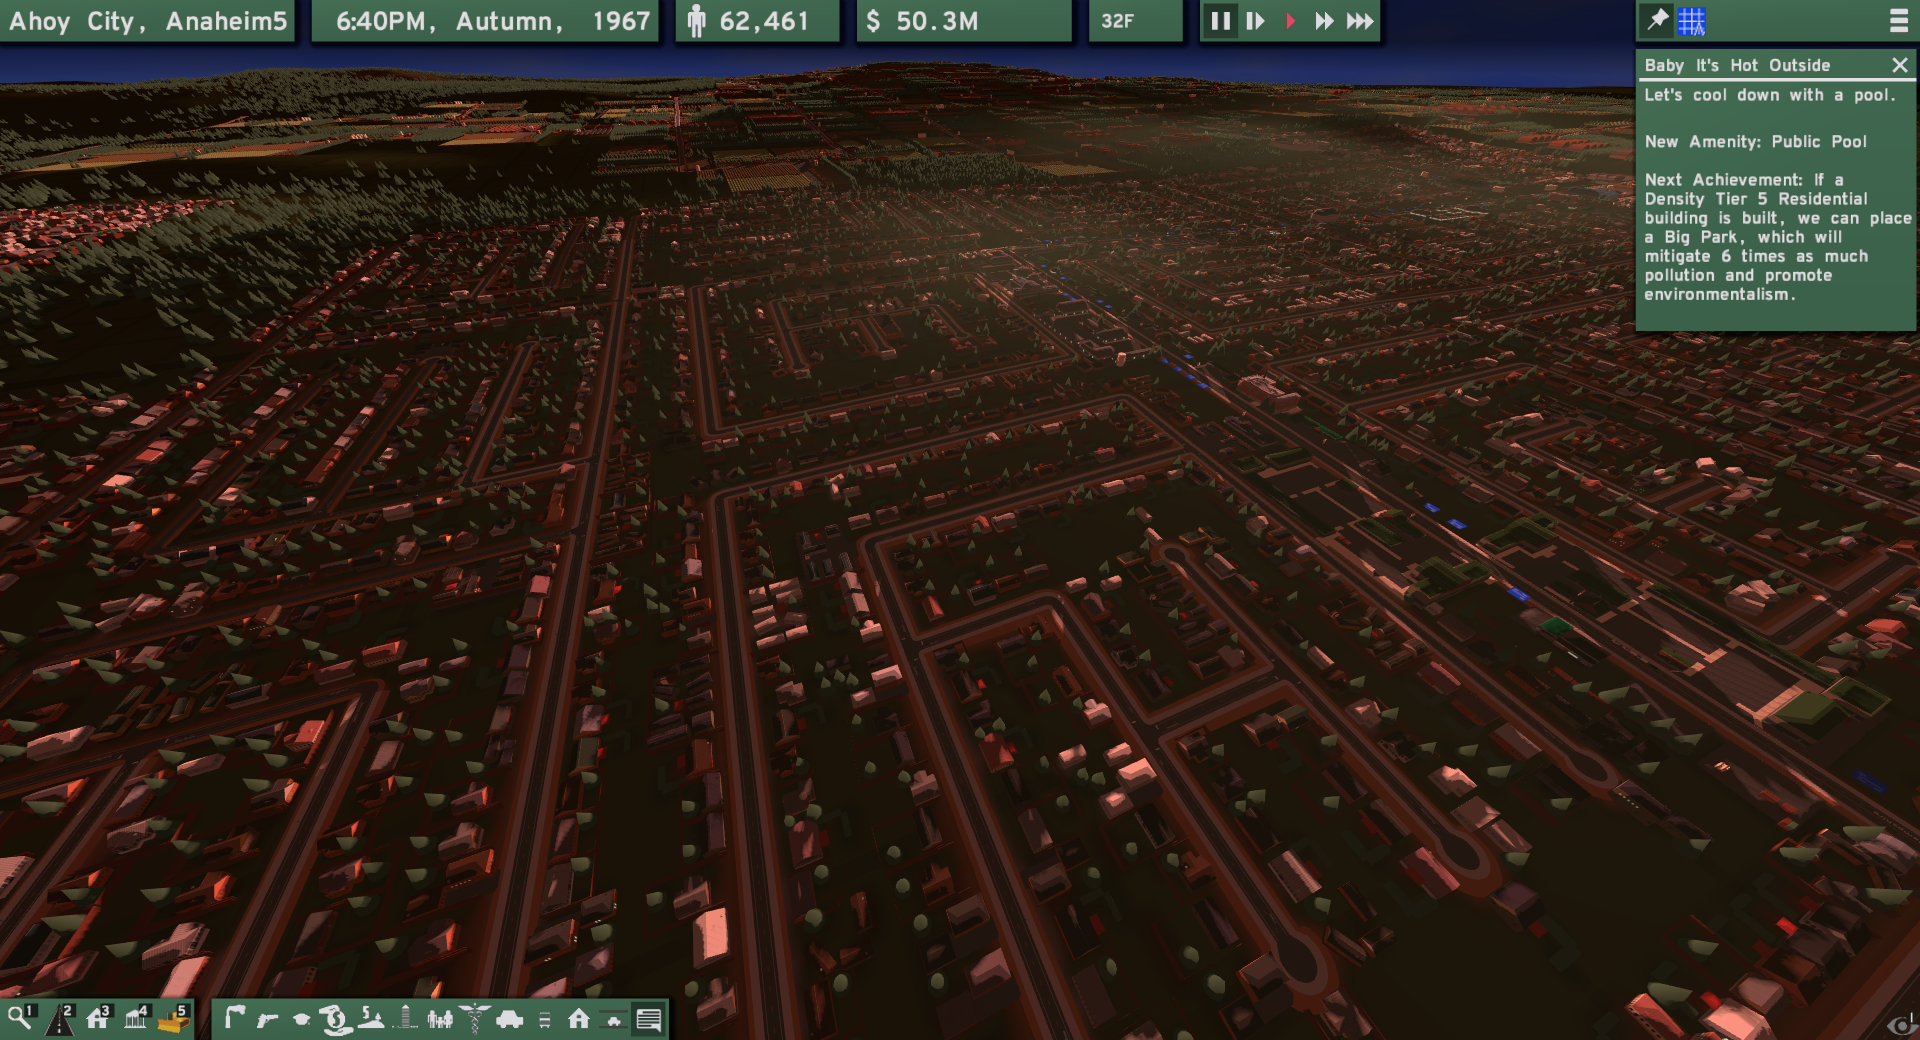 Ahoy City, Anaheim5
6:40PM, Autumn, 1967
62,461
$ 50.3M
32F
Baby It's Hot Outside
Let's cool down with a pool.
New Amenity: Public Pool
Next Achievement: If a
Density Tier 5 Residential
building is built, we can place
a Big Park, which will
mitigate 6 times as much
pollution and promote
environmentalism.
1
2
3
4
5